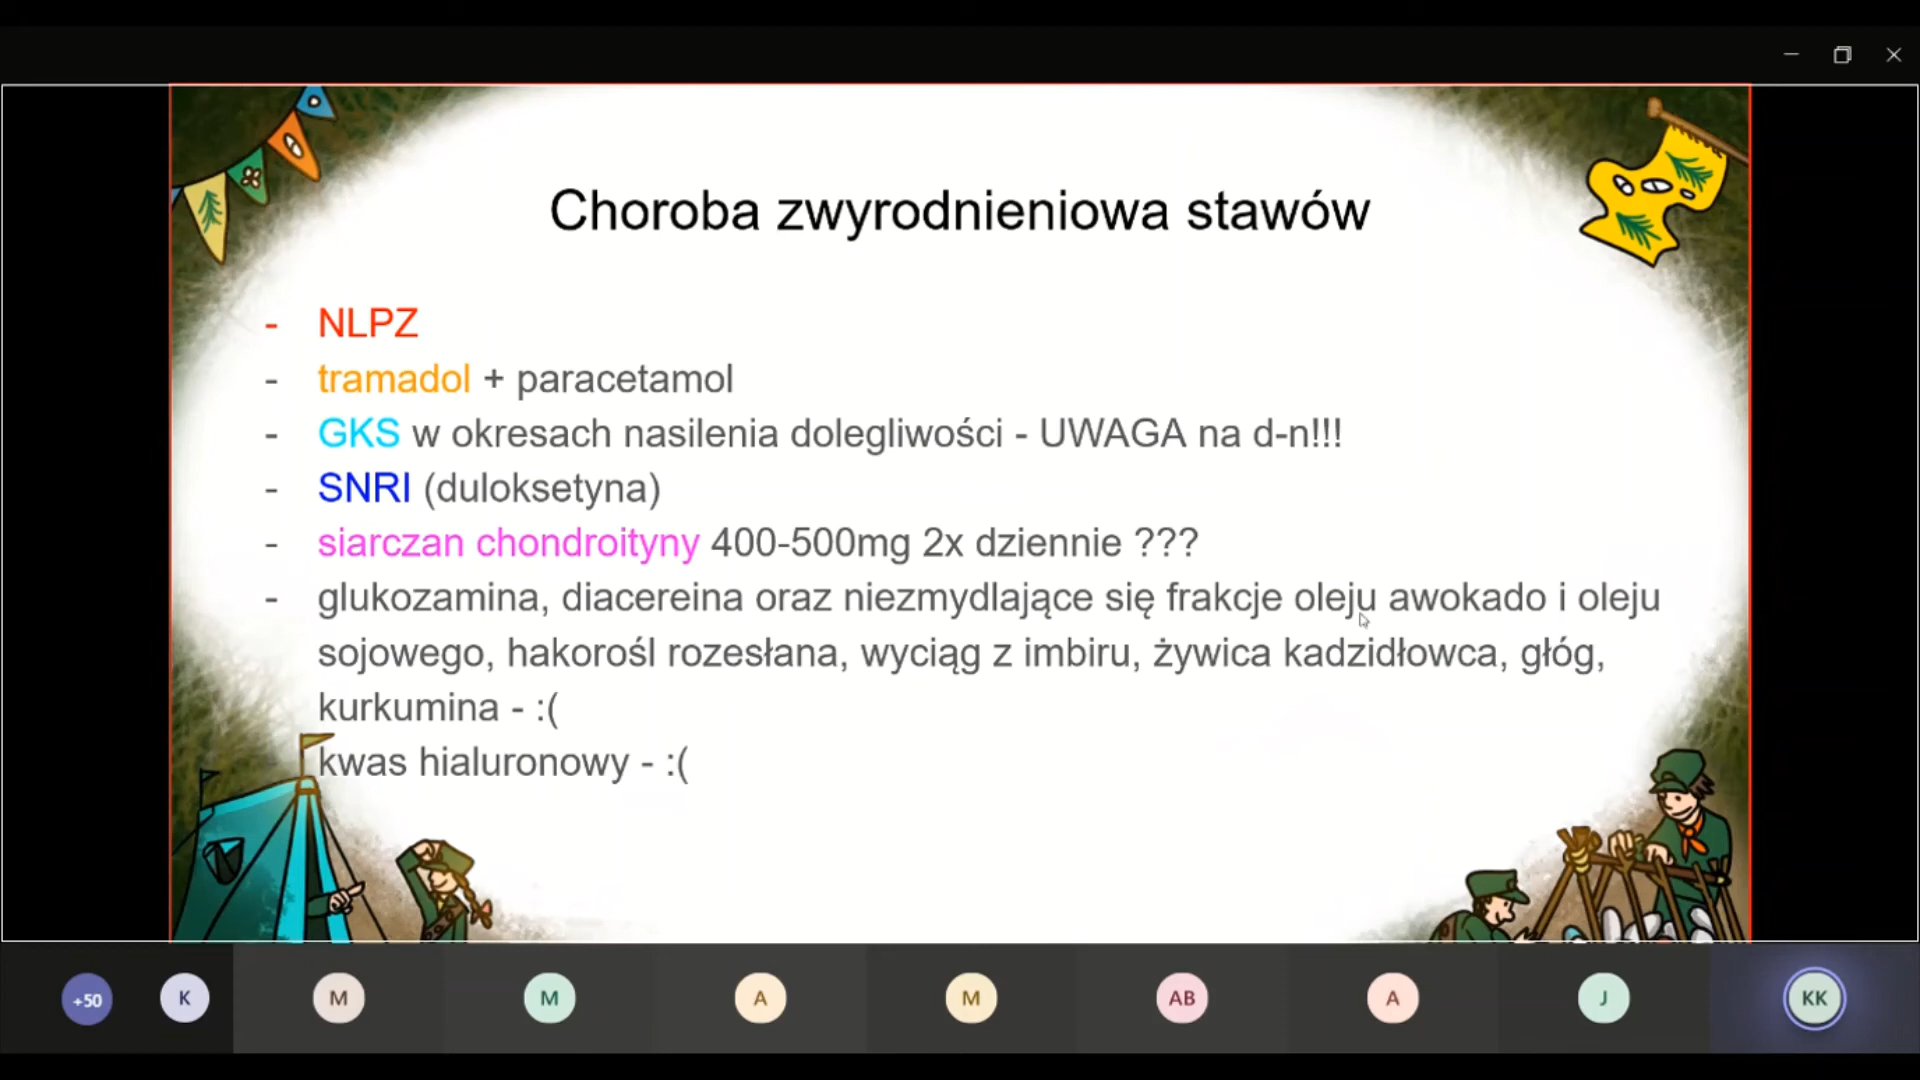 Choroba zwyrodnieniowa stawów
- NLPZ
- tramadol + paracetamol
- GKS w okresach nasilenia dolegliwości - UWAGA na d-n!!!
- SNRI (duloksetyna)
- siarczan chondroityny 400-500mg 2x dziennie ???
- glukozamina, diacereina oraz niezmydlające się frakcje oleju awokado i oleju
sojowego, hakorośl rozesłana, wyciąg z imbiru, żywica kadzidłowca, głóg,
kurkumina - :(
kwas hialuronowy - :(
+50 K M M A M AB A J KK